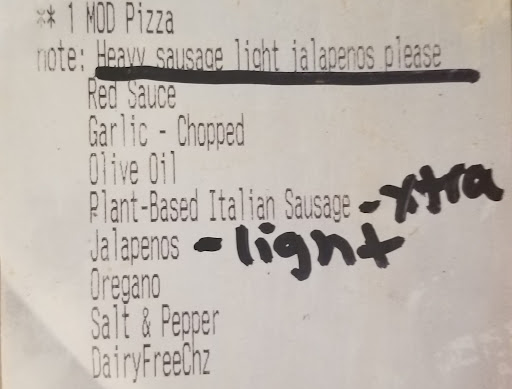 ** 1 MOD Pizza
note: Heavy sausage light jalapenos please
Red Sauce
Garlic - Chopped
Olive Oil
Plant-Based Italian Sausage - xtra
Jalapenos - light
Oregano
Salt & Pepper
DairyFreeChz